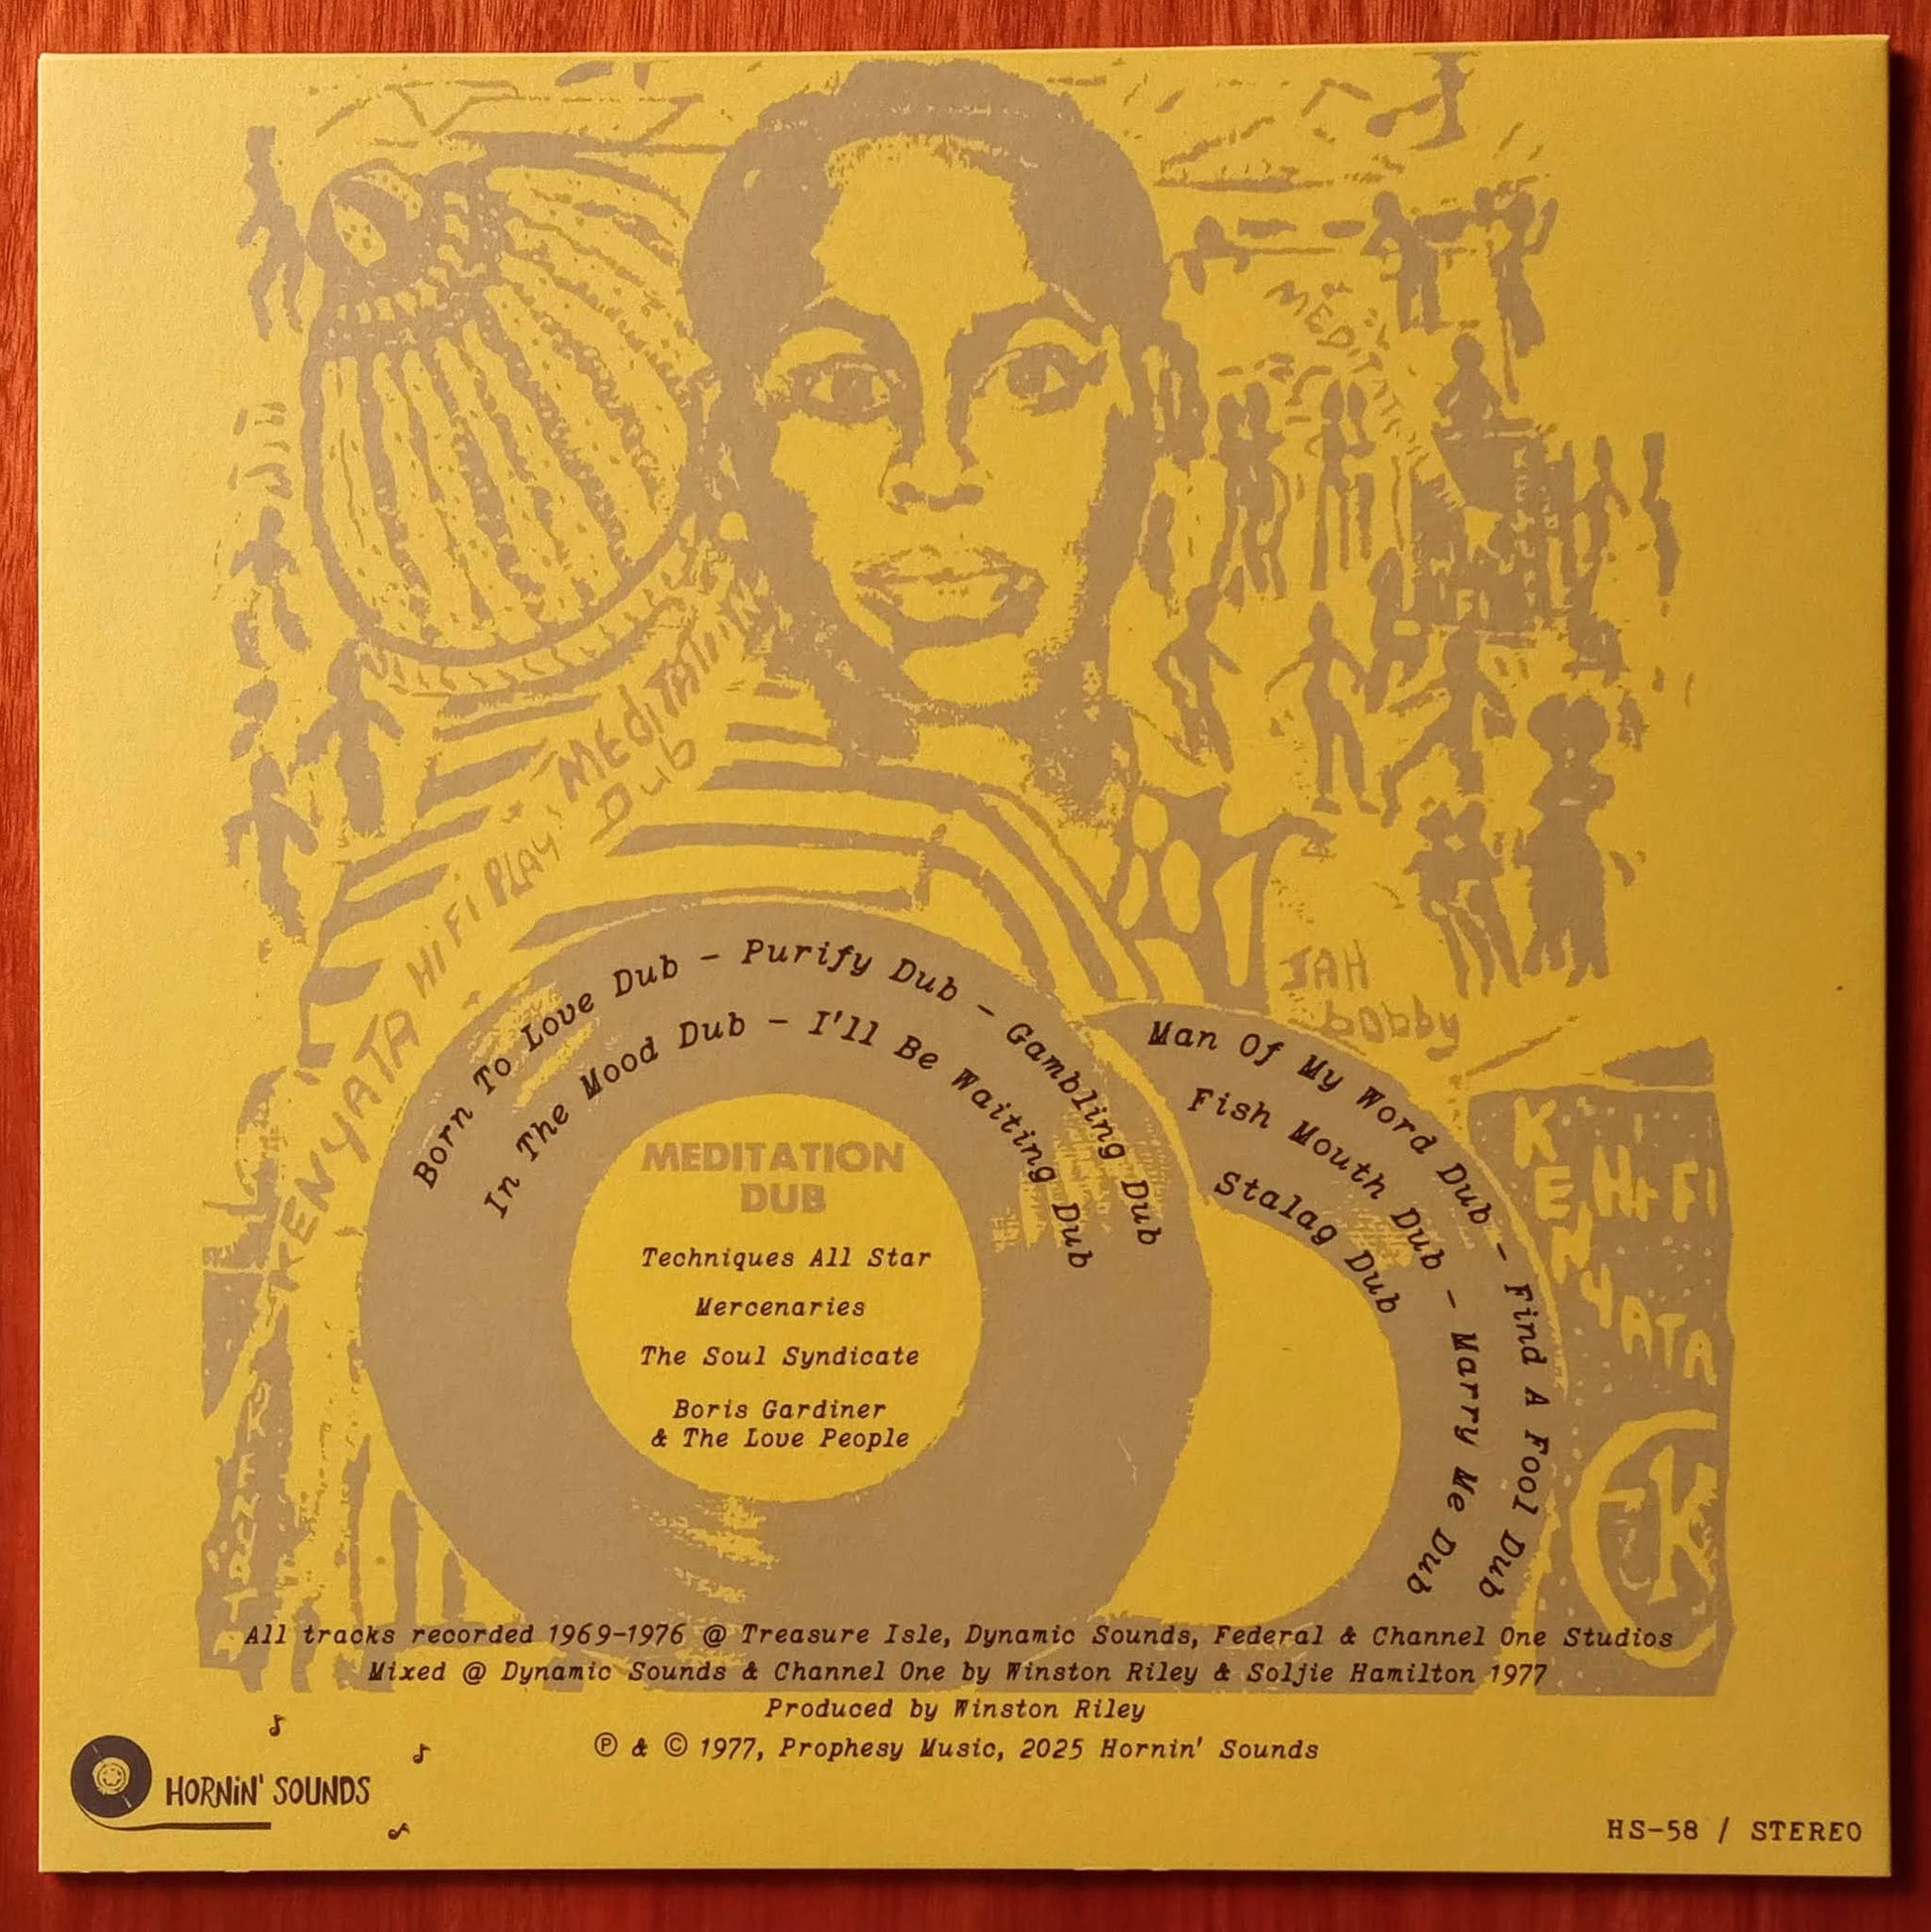 MEDITATION
Dub
KENYATA HiFi PLAY
JAH
bobby
KENYATA
Hi FI
K
Born To Love Dub - Purify Dub - Gambling Dub
In The Mood Dub - I'll Be Waiting Dub
Man Of My Word Dub - Find A Fool Dub
Fish Mouth Dub - Marry Me Dub
Stalag Dub
MEDITATION
DUB
Techniques All Star
Mercenaries
The Soul Syndicate
Boris Gardiner
& The Love People
All tracks recorded 1969-1976 @ Treasure Isle, Dynamic Sounds, Federal & Channel One Studios
Mixed @ Dynamic Sounds & Channel One by Winston Riley & Soljie Hamilton 1977
Produced by Winston Riley
℗ & © 1977, Prophesy Music, 2025 Hornin' Sounds
HORNiN' SOUNDS
HS-58 / STEREO